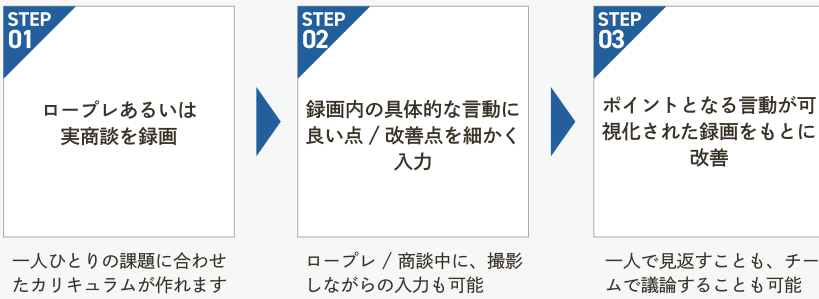 STEP
01
ロープレあるいは
実商談を録画
一人ひとりの課題に合わせ
たカリキュラムが作れます
STEP
02
録画内の具体的な言動に
良い点 / 改善点を細かく
入力
ロープレ / 商談中に、撮影
しながらの入力も可能
STEP
03
ポイントとなる言動が可
視化された録画をもとに
改善
一人で見返すことも、チー
ムで議論することも可能